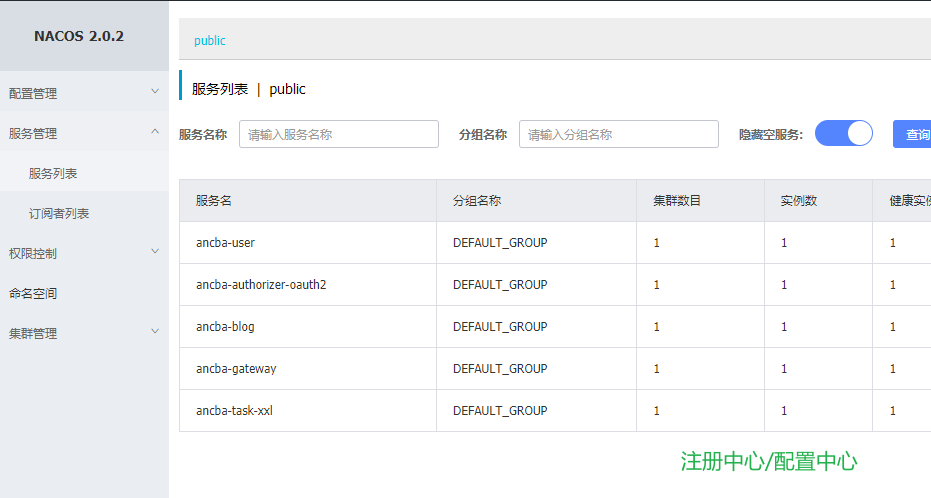 NACOS 2.0.2
public
配置管理
服务管理
服务列表
订阅者列表
权限控制
命名空间
集群管理
服务列表 | public
服务名称 请输入服务名称 分组名称 请输入分组名称 隐藏空服务: 查询
服务名 分组名称 集群数目 实例数 健康实
ancba-user DEFAULT_GROUP 1 1 1
ancba-authorizer-oauth2 DEFAULT_GROUP 1 1 1
ancba-blog DEFAULT_GROUP 1 1 1
ancba-gateway DEFAULT_GROUP 1 1 1
ancba-task-xxl DEFAULT_GROUP 1 1 1
注册中心/配置中心